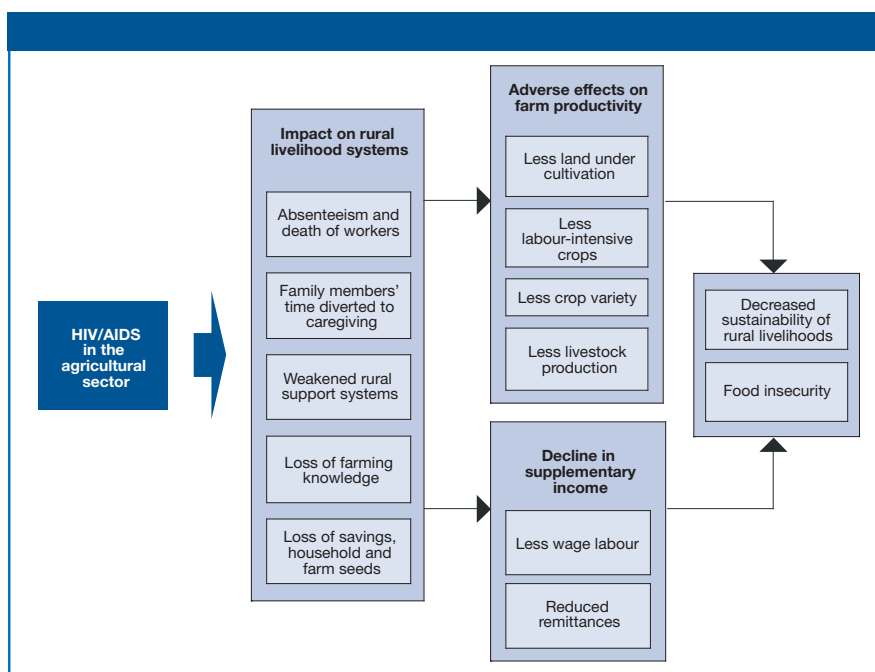 HIV/AIDS
in the
agricultural
sector
Impact on rural
livelihood systems
Absenteeism and
death of workers
Family members’
time diverted to
caregiving
Weakened rural
support systems
Loss of farming
knowledge
Loss of savings,
household and
farm seeds
Adverse effects on
farm productivity
Less land under
cultivation
Less
labour-intensive
crops
Less crop variety
Less livestock
production
Decline in
supplementary
income
Less wage labour
Reduced
remittances
Decreased
sustainability of
rural livelihoods
Food insecurity